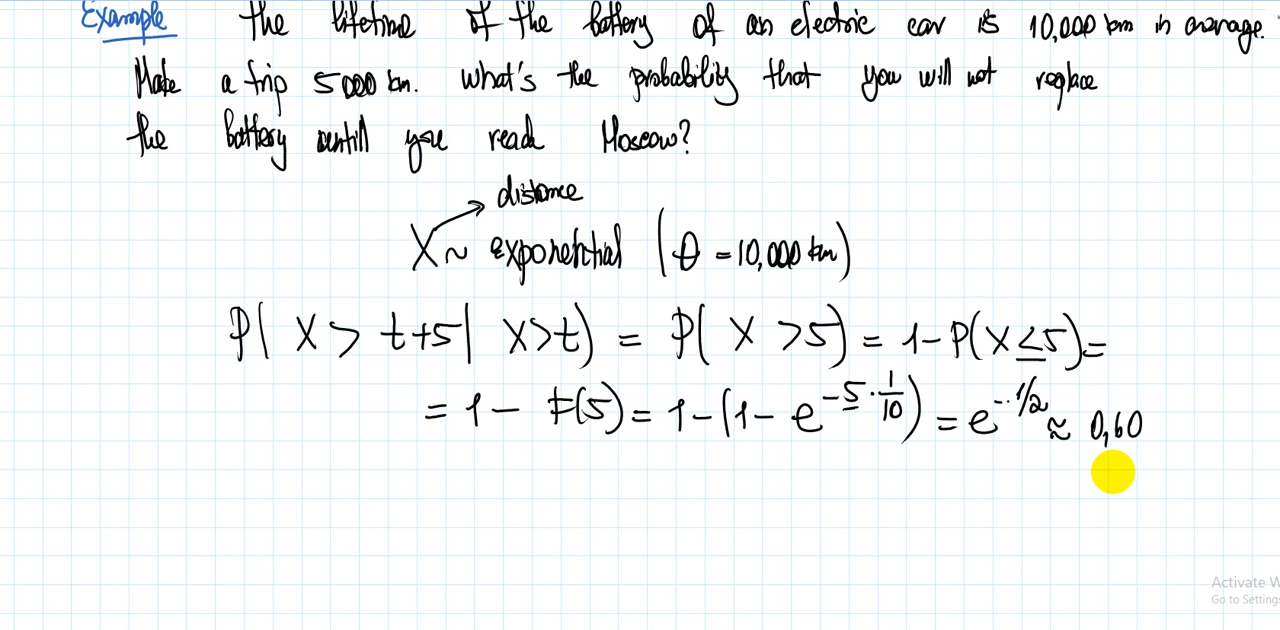 Example the lifetime of the battery of an electric car is 10,000 km in average.
Make a trip 5000 km. What's the probability that you will not replace
the battery untill you reach Moscow?
distance
X ~ exponential (θ = 10,000 km)
P( X > t+5 | X>t) = P( X >5) = 1-P(X≤5)=
= 1 - F(5) = 1-(1- e^{-5·1/10}) = e^{-1/2} ≈ 0,60
Activate W
Go to Settings